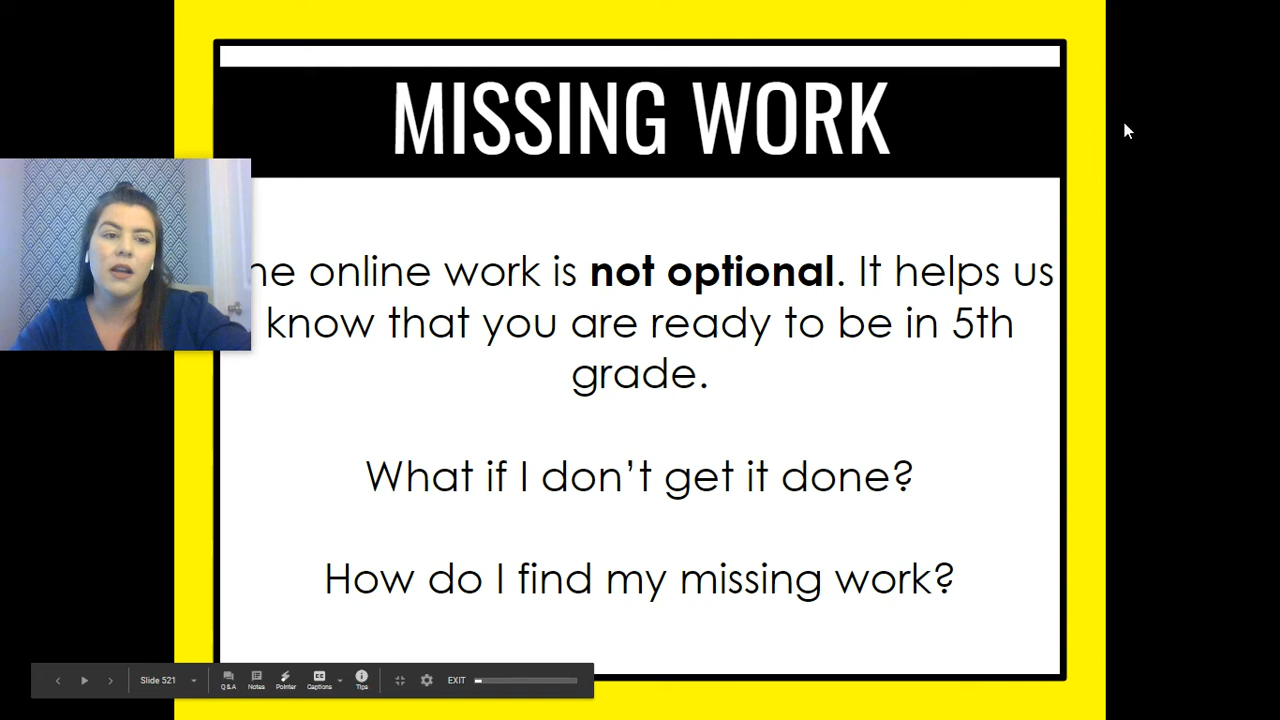 MISSING WORK
he online work is not optional. It helps us
know that you are ready to be in 5th
grade.
What if I don’t get it done?
How do I find my missing work?
Slide 521
Q&A
Notes
Pointer
CC
Captions
Tips
EXIT